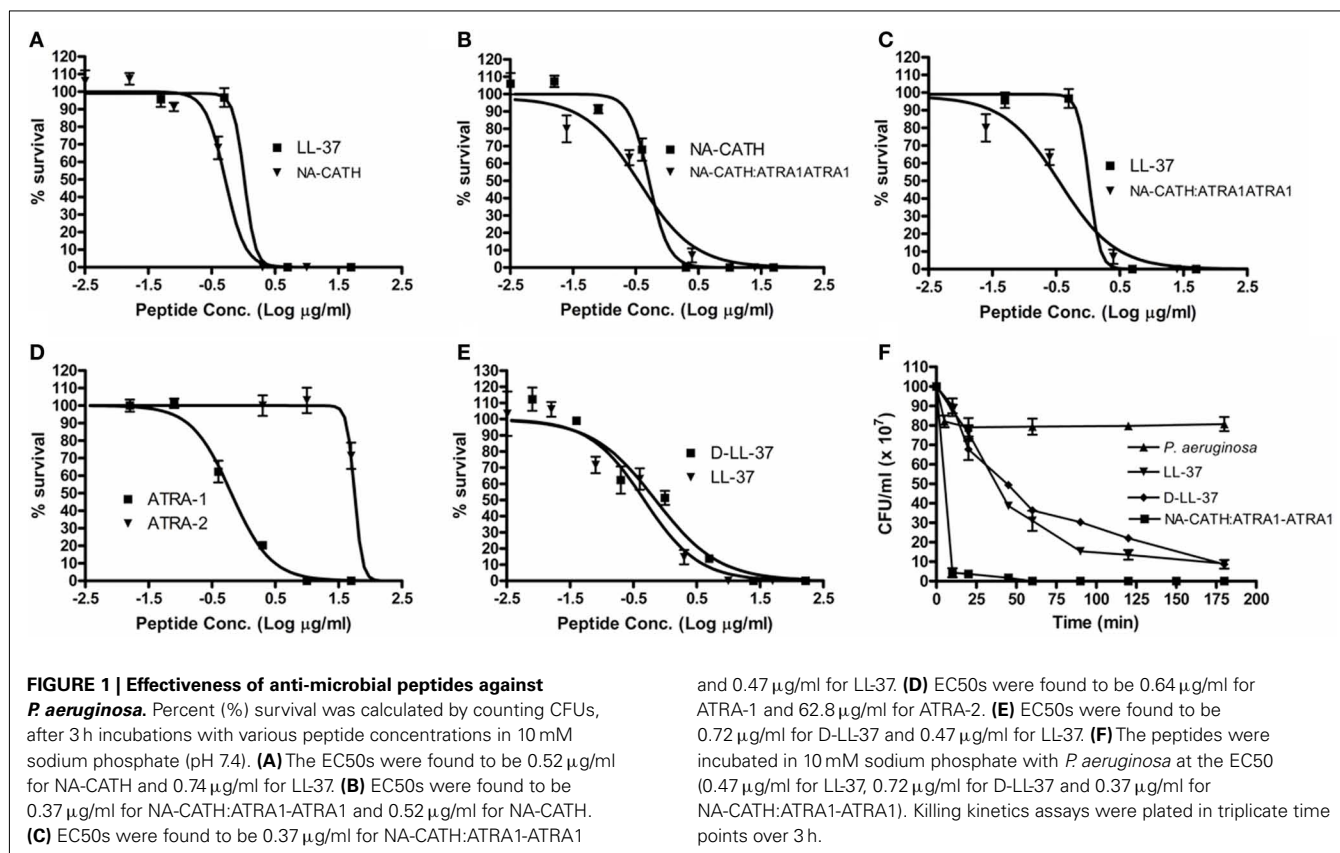 A
120
110
100
90
80
70
60
50
40
30
20
10
0
% survival
LL-37
NA-CATH
-2.5 -1.5 -0.5 0.5 1.5 2.5
Peptide Conc. (Log μg/ml)
B
120
110
100
90
80
70
60
50
40
30
20
10
0
% survival
NA-CATH
NA-CATH:ATRA1ATRA1
-2.5 -1.5 -0.5 0.5 1.5 2.5
Peptide Conc. (Log μg/ml)
C
120
110
100
90
80
70
60
50
40
30
20
10
0
% survival
LL-37
NA-CATH:ATRA1ATRA1
-2.5 -1.5 -0.5 0.5 1.5 2.5
Peptide Conc. (Log μg/ml)
D
120
110
100
90
80
70
60
50
40
30
20
10
0
% survival
ATRA-1
ATRA-2
-2.5 -1.5 -0.5 0.5 1.5 2.5
Peptide Conc. (Log μg/ml)
E
130
120
110
100
90
80
70
60
50
40
30
20
10
0
% survival
D-LL-37
LL-37
-2.5 -1.5 -0.5 0.5 1.5 2.5
Peptide Conc. (Log μg/ml)
F
110
100
90
80
70
60
50
40
30
20
10
0
CFU/ml (x 10⁷)
P. aeruginosa
LL-37
D-LL-37
NA-CATH:ATRA1-ATRA1
0 25 50 75 100 125 150 175 200
Time (min)
FIGURE 1 | Effectiveness of anti-microbial peptides against
P. aeruginosa. Percent (%) survival was calculated by counting CFUs,
after 3 h incubations with various peptide concentrations in 10 mM
sodium phosphate (pH 7.4). (A) The EC50s were found to be 0.52 μg/ml
for NA-CATH and 0.74 μg/ml for LL-37. (B) EC50s were found to be
0.37 μg/ml for NA-CATH:ATRA1-ATRA1 and 0.52 μg/ml for NA-CATH.
(C) EC50s were found to be 0.37 μg/ml for NA-CATH:ATRA1-ATRA1
and 0.47 μg/ml for LL-37. (D) EC50s were found to be 0.64 μg/ml for
ATRA-1 and 62.8 μg/ml for ATRA-2. (E) EC50s were found to be
0.72 μg/ml for D-LL-37 and 0.47 μg/ml for LL-37. (F) The peptides were
incubated in 10 mM sodium phosphate with P. aeruginosa at the EC50
(0.47 μg/ml for LL-37, 0.72 μg/ml for D-LL-37 and 0.37 μg/ml for
NA-CATH:ATRA1-ATRA1). Killing kinetics assays were plated in triplicate time
points over 3 h.